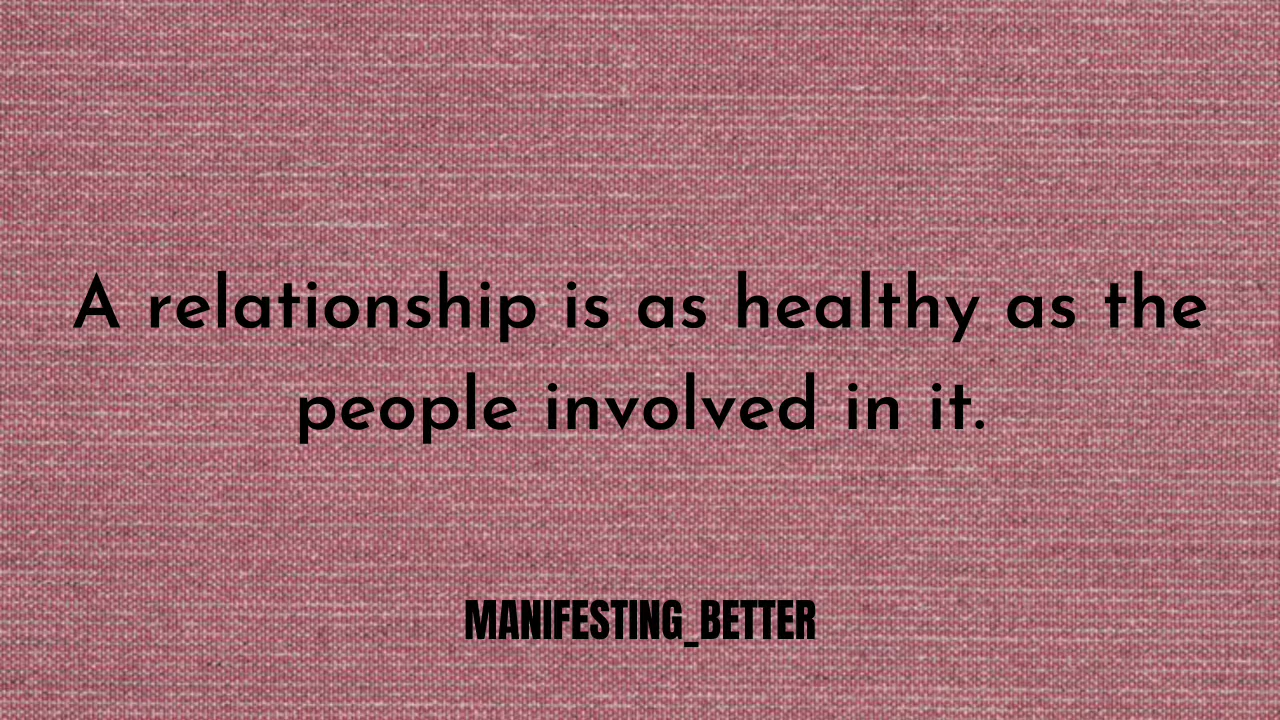 A relationship is as healthy as the
people involved in it.
MANIFESTING_BETTER